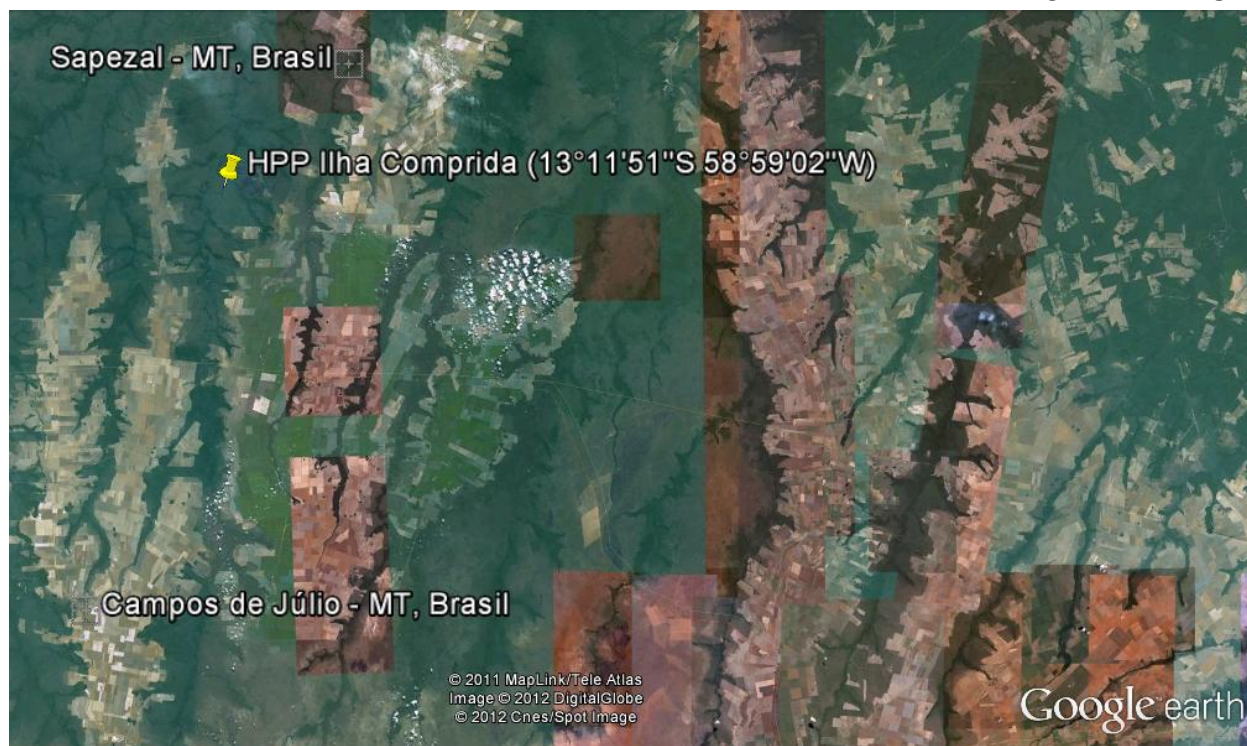 Sapezal - MT, Brasil
HPP Ilha Comprida (13°11'51"S 58°59'02"W)
Campos de Júlio - MT, Brasil
© 2011 MapLink/Tele Atlas
Image © 2012 DigitalGlobe
© 2012 Cnes/Spot Image
Google earth